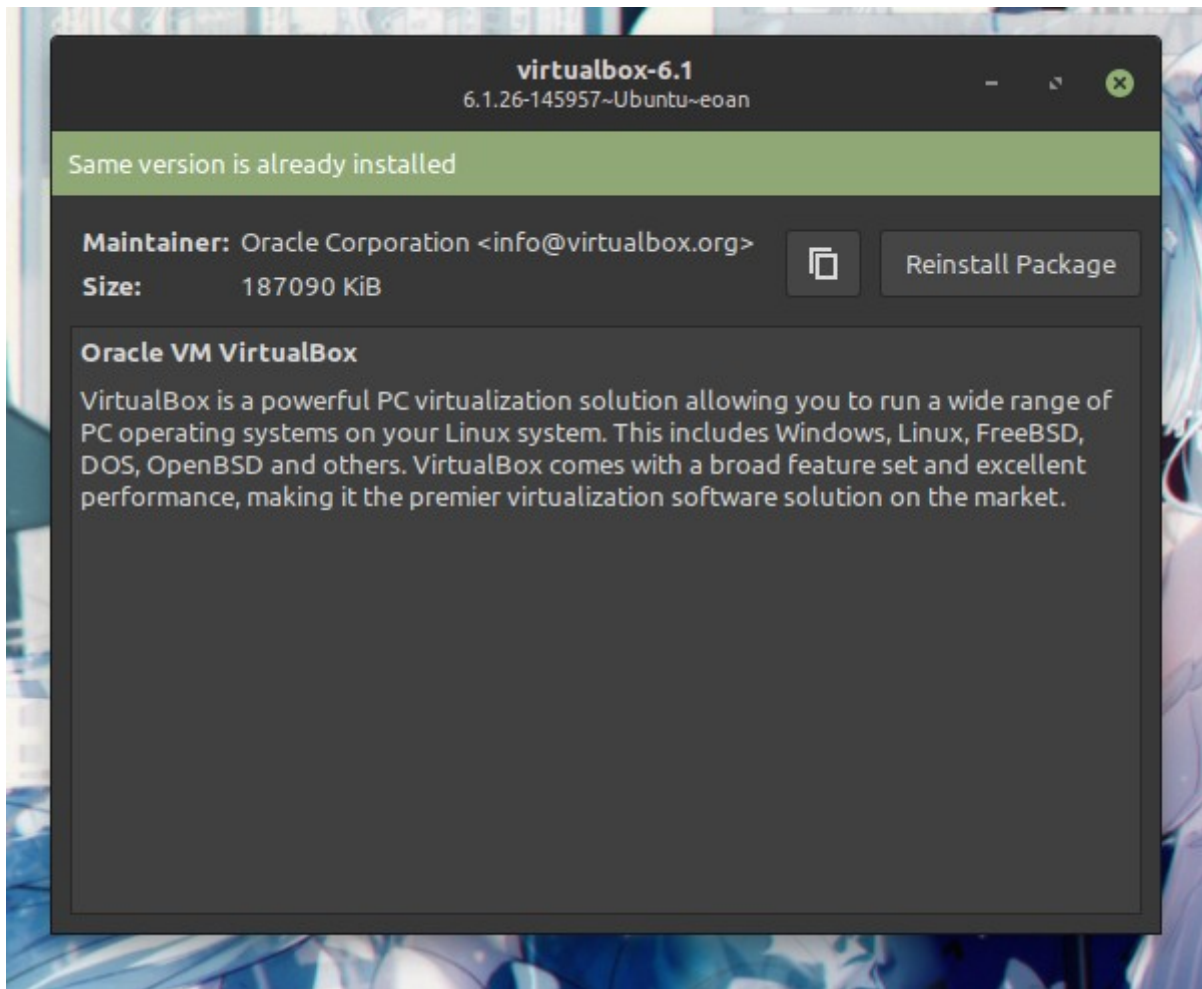 virtualbox-6.1
6.1.26-145957~Ubuntu~eoan
Same version is already installed
Maintainer: Oracle Corporation <info@virtualbox.org>
Size: 187090 KiB
Reinstall Package
Oracle VM VirtualBox
VirtualBox is a powerful PC virtualization solution allowing you to run a wide range of
PC operating systems on your Linux system. This includes Windows, Linux, FreeBSD,
DOS, OpenBSD and others. VirtualBox comes with a broad feature set and excellent
performance, making it the premier virtualization software solution on the market.